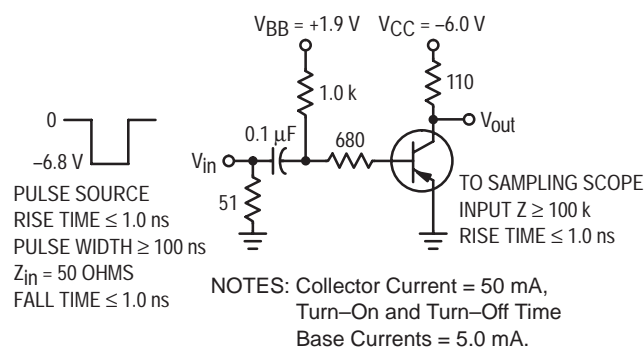 V_BB = +1.9 V
V_CC = –6.0 V
1.0 k
110
0
–6.8 V
0.1 µF
680
V_out
V_in
51
PULSE SOURCE
RISE TIME ≤ 1.0 ns
PULSE WIDTH ≥ 100 ns
Z_in = 50 OHMS
FALL TIME ≤ 1.0 ns
TO SAMPLING SCOPE
INPUT Z ≥ 100 k
RISE TIME ≤ 1.0 ns
NOTES: Collector Current = 50 mA,
Turn–On and Turn–Off Time
Base Currents = 5.0 mA.